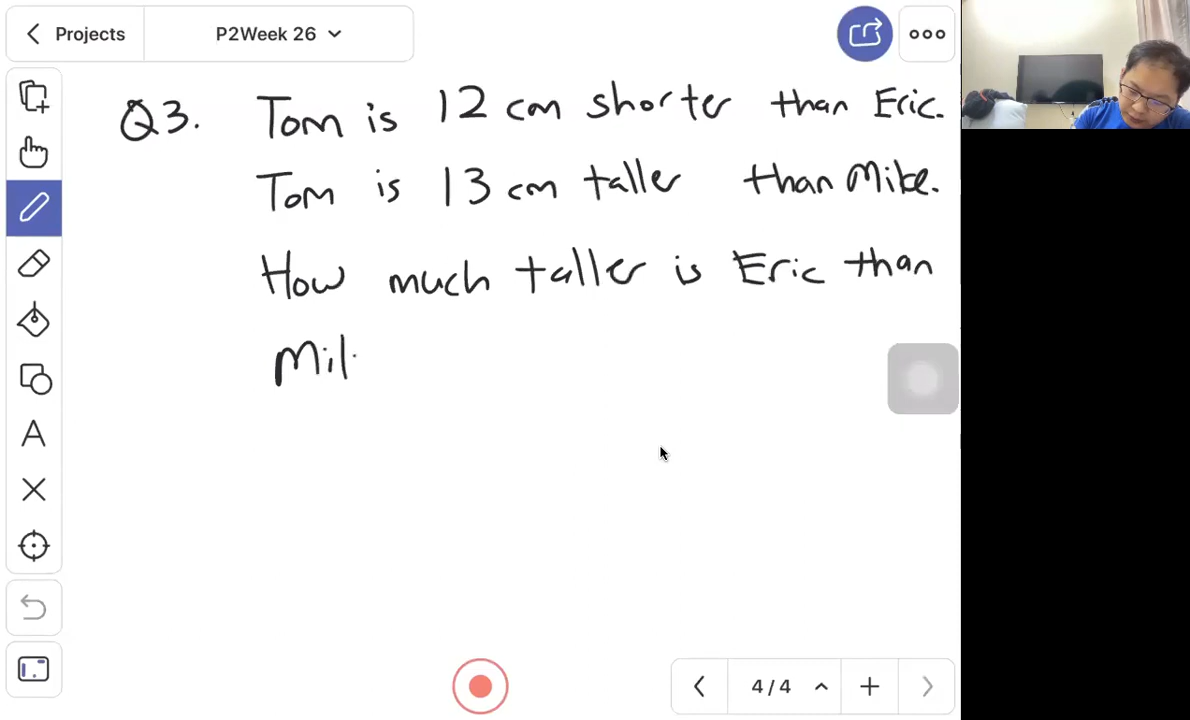 Projects
P2Week 26
Q3. Tom is 12 cm shorter than Eric.
Tom is 13 cm taller than Mike.
How much taller is Eric than
Mil
A
4/4